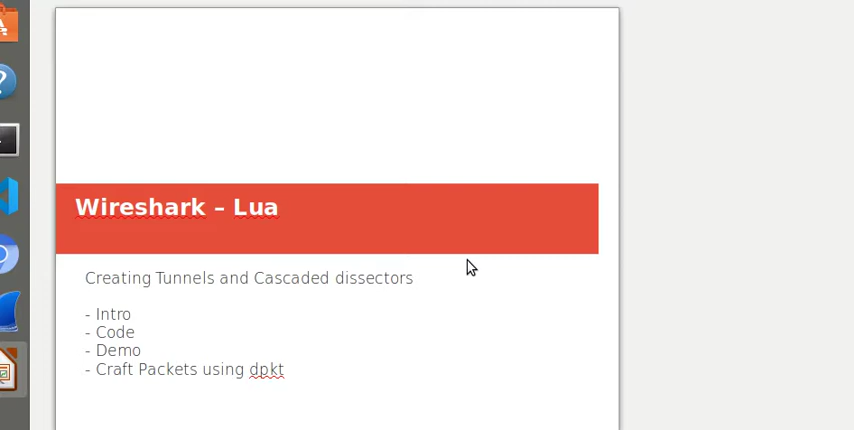 Wireshark – Lua
Creating Tunnels and Cascaded dissectors
- Intro
- Code
- Demo
- Craft Packets using dpkt